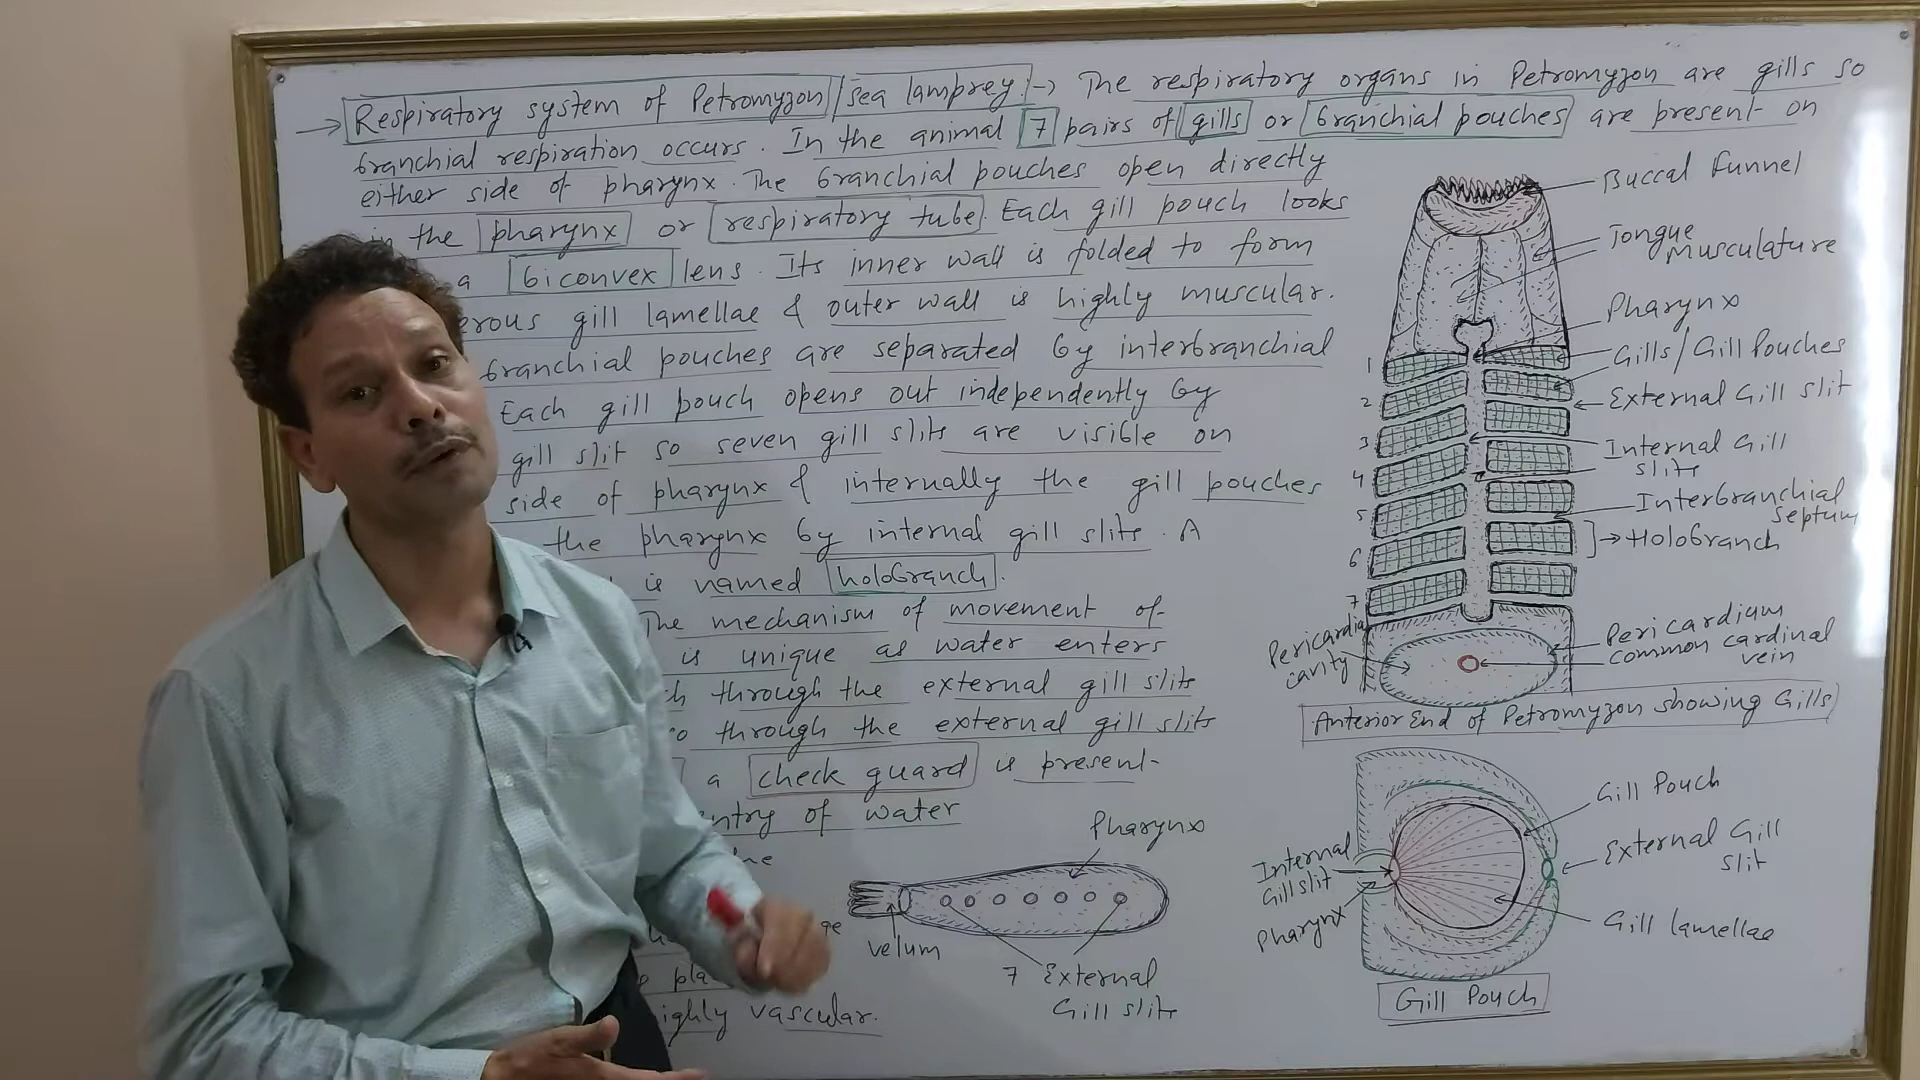 → Respiratory system of Petromyzon / sea lamprey :→ The respiratory organs in Petromyzon are gills so
branchial respiration occurs. In the animal 7 pairs of gills or branchial pouches are present on
either side of pharynx. The branchial pouches open directly
in the pharynx or respiratory tube. Each gill pouch looks
a biconvex lens. Its inner wall is folded to form
erous gill lamellae & outer wall is highly muscular.
branchial pouches are separated by interbranchial
Each gill pouch opens out independently by
gill slit so seven gill slits are visible on
side of pharynx & internally the gill pouches
the pharynx by internal gill slits. A
is named holobranch.
The mechanism of movement of
is unique as water enters
ch through the external gill slits
through the external gill slits
a check guard is present
ntry of water
he
ge
pla
ighly vascular.
Buccal funnel
Tongue
musculature
Pharynx
Gills / Gill Pouches
External Gill slit
Internal Gill
slits
Interbranchial
septum
→ Holobranch
1
2
3
4
5
6
7
Pericardial
cavity
Pericardium
common cardinal
vein
Anterior End of Petromyzon showing Gills
Pharynx
velum
7 External
Gill slits
Gill Pouch
External Gill
slit
Gill lamellae
Internal
Gill slit
Pharynx
Gill Pouch